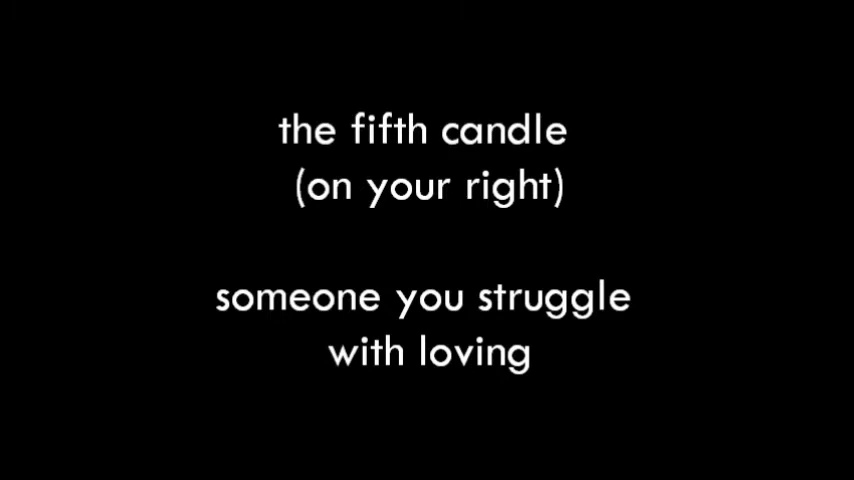 the fifth candle
(on your right)
someone you struggle
with loving